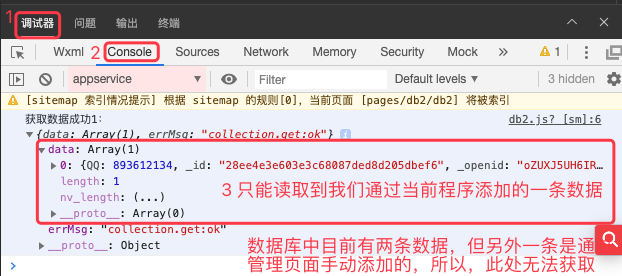 1 调试器 问题 输出 终端
2 Wxml Console Sources Network Memory Security Mock » 1
appservice Filter Default levels 3 hidden
[sitemap 索引情况提示] 根据 sitemap 的规则[0]，当前页面 [pages/db2/db2] 将被索引
获取数据成功1: db2.js? [sm]:6
{data: Array(1), errMsg: "collection.get:ok"}
data: Array(1)
0: {QQ: 893612134, _id: "28ee4e3e603e3c68087ded8d205dbef6", _openid: "oZUXJ5UH6IR…
length: 1
3 只能读取到我们通过当前程序添加的一条数据
nv_length: (...)
__proto__: Array(0)
errMsg: "collection.get:ok"
__proto__: Object
数据库中目前有两条数据，但另外一条是通
管理页面手动添加的，所以，此处无法获取